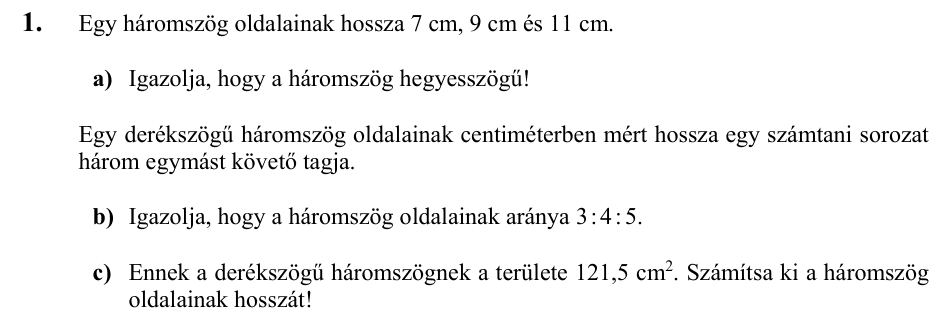 1. Egy háromszög oldalainak hossza 7 cm, 9 cm és 11 cm.
a) Igazolja, hogy a háromszög hegyesszögű!
Egy derékszögű háromszög oldalainak centiméterben mért hossza egy számtani sorozat
három egymást követő tagja.
b) Igazolja, hogy a háromszög oldalainak aránya 3:4:5.
c) Ennek a derékszögű háromszögnek a területe 121,5 cm². Számítsa ki a háromszög
oldalainak hosszát!